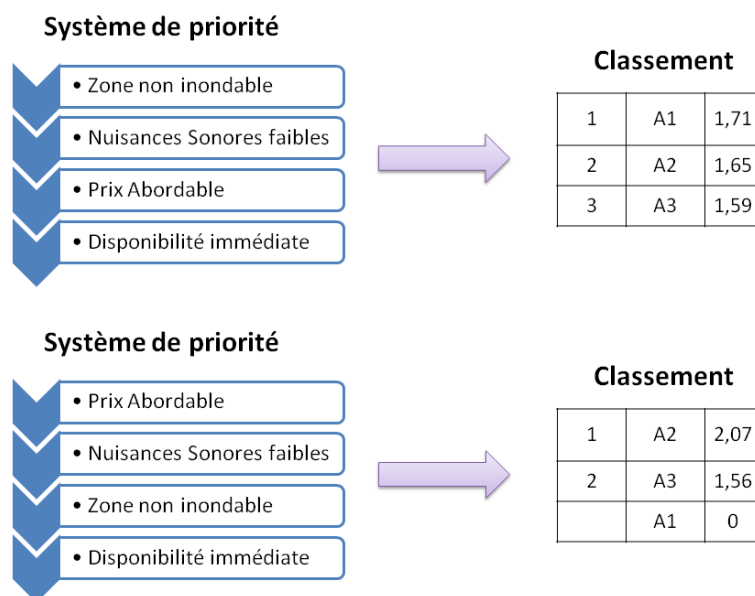 Système de priorité
• Zone non inondable
• Nuisances Sonores faibles
• Prix Abordable
• Disponibilité immédiate
Classement
1 A1 1,71
2 A2 1,65
3 A3 1,59
Système de priorité
• Prix Abordable
• Nuisances Sonores faibles
• Zone non inondable
• Disponibilité immédiate
Classement
1 A2 2,07
2 A3 1,56
A1 0